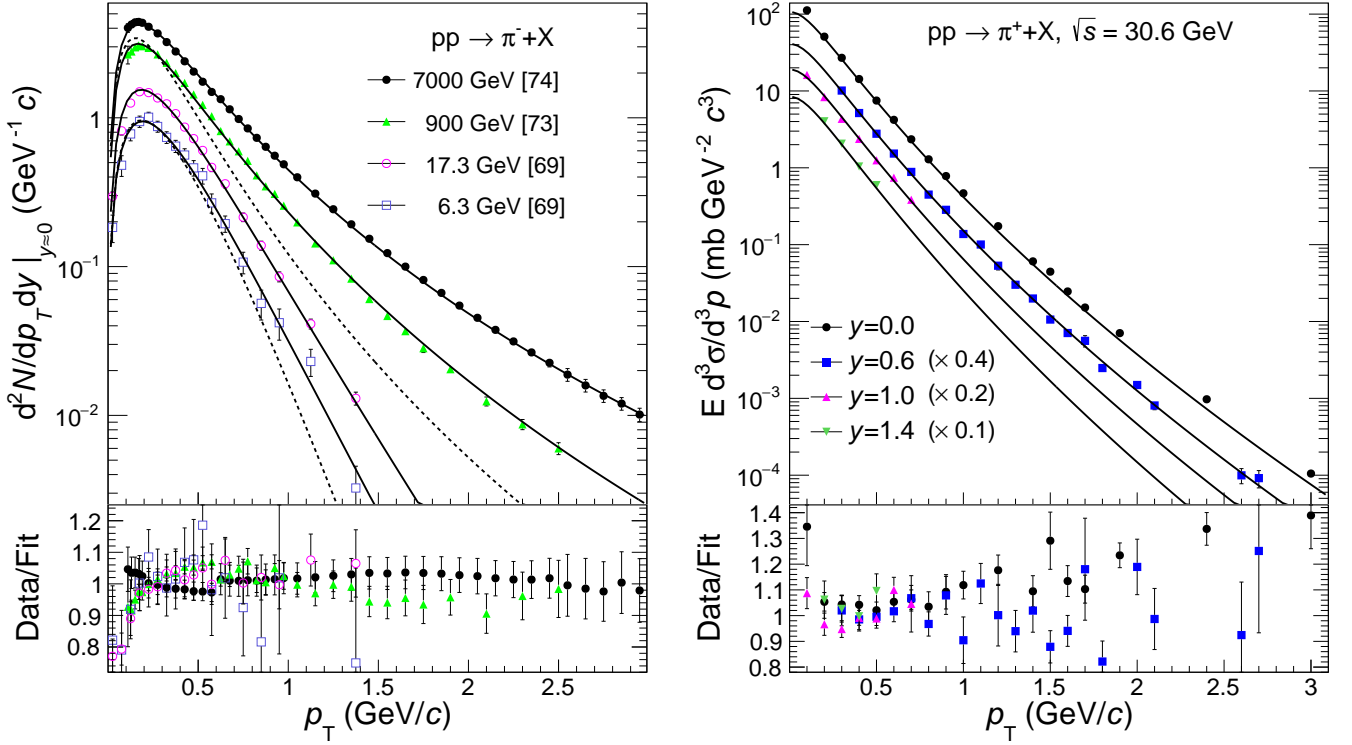 pp → π⁻+X
7000 GeV [74]
900 GeV [73]
17.3 GeV [69]
6.3 GeV [69]
d²N/dp_T dy |_{y≈0} (GeV⁻¹ c)
1
10⁻¹
10⁻²
Data/Fit
1.2
1.1
1.0
0.9
0.8
0.5 1 1.5 2 2.5
p_T (GeV/c)
pp → π⁺+X, √s = 30.6 GeV
E d³σ/d³p (mb GeV⁻² c³)
10²
10
1
10⁻¹
10⁻²
10⁻³
10⁻⁴
y=0.0
y=0.6 (× 0.4)
y=1.0 (× 0.2)
y=1.4 (× 0.1)
Data/Fit
1.4
1.3
1.2
1.1
1.0
0.9
0.8
0.5 1 1.5 2 2.5 3
p_T (GeV/c)